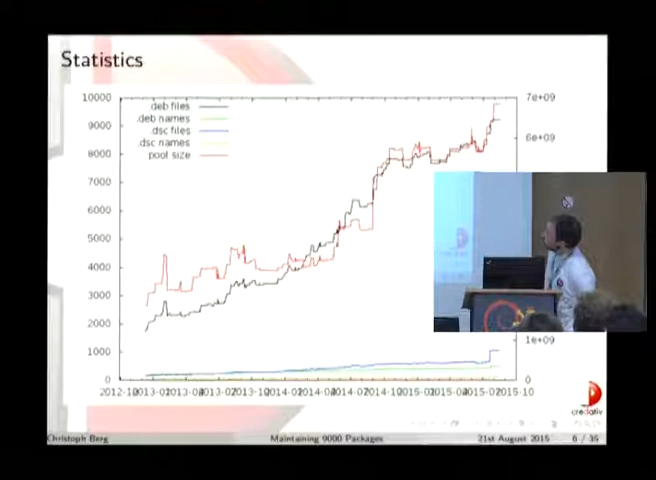 Statistics
10000
9000
8000
7000
6000
5000
4000
3000
2000
1000
0
.deb files
.deb names
.dsc files
.dsc names
pool size
7e+09
6e+09
1e+09
0
2012-10
2015-10
credativ
Christoph Berg
Maintaining 9000 Packages
21st August 2015
6 / 35